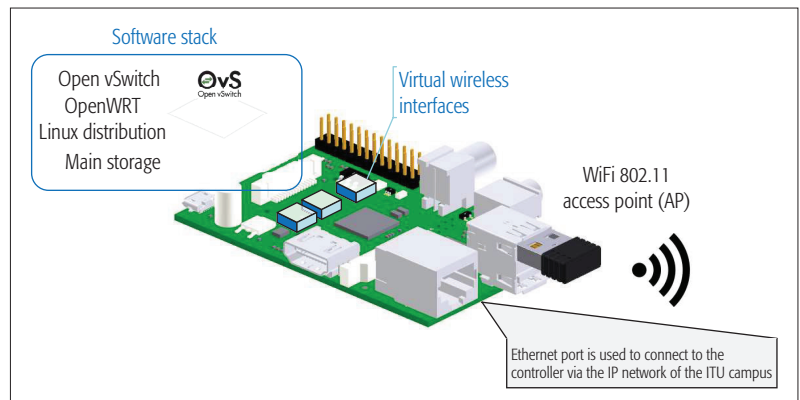 Software stack
Open vSwitch
OvS
Open vSwitch
OpenWRT
Linux distribution
Main storage
Virtual wireless
interfaces
WiFi 802.11
access point (AP)
Ethernet port is used to connect to the
controller via the IP network of the ITU campus